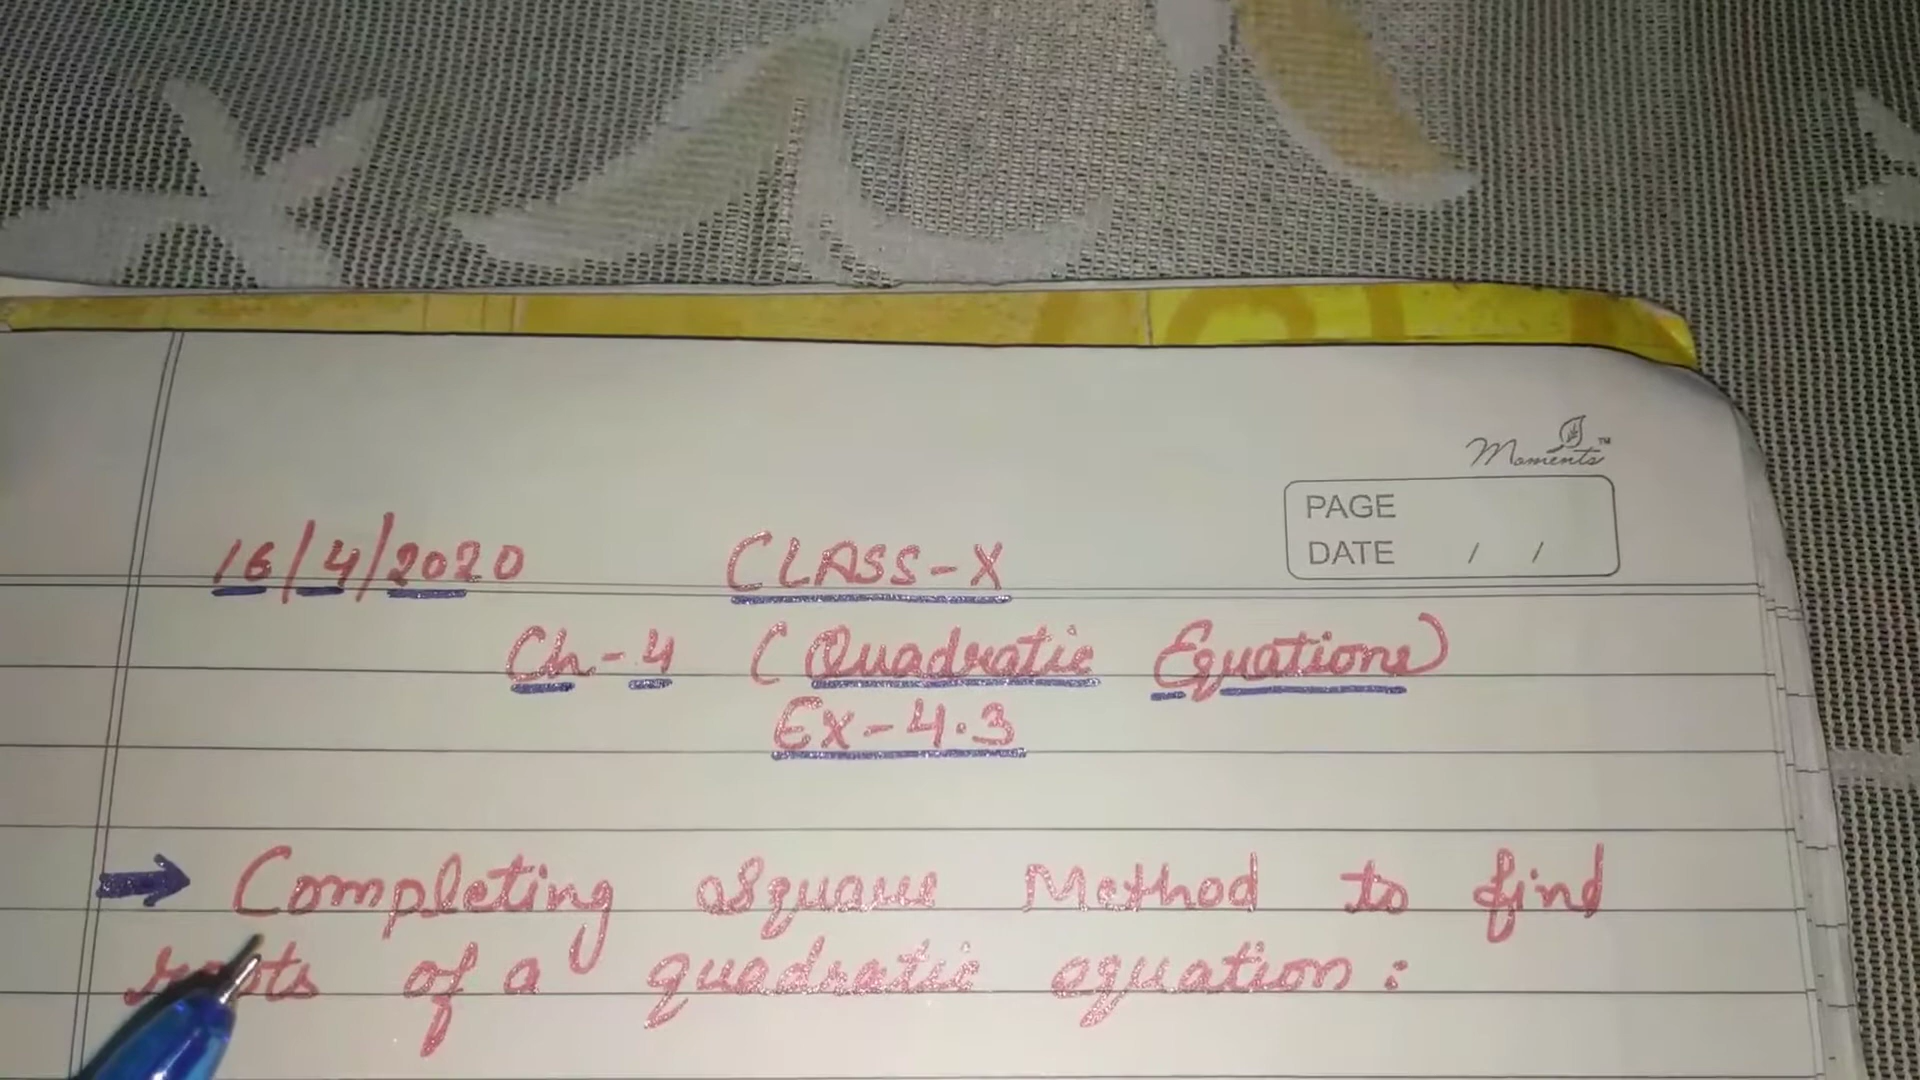 Moments™
PAGE
DATE / /
16/4/2020 CLASS-X
Ch-4 (Quadratic Equations)
Ex-4.3
→ Completing square Method to find
roots of a quadratic equation: